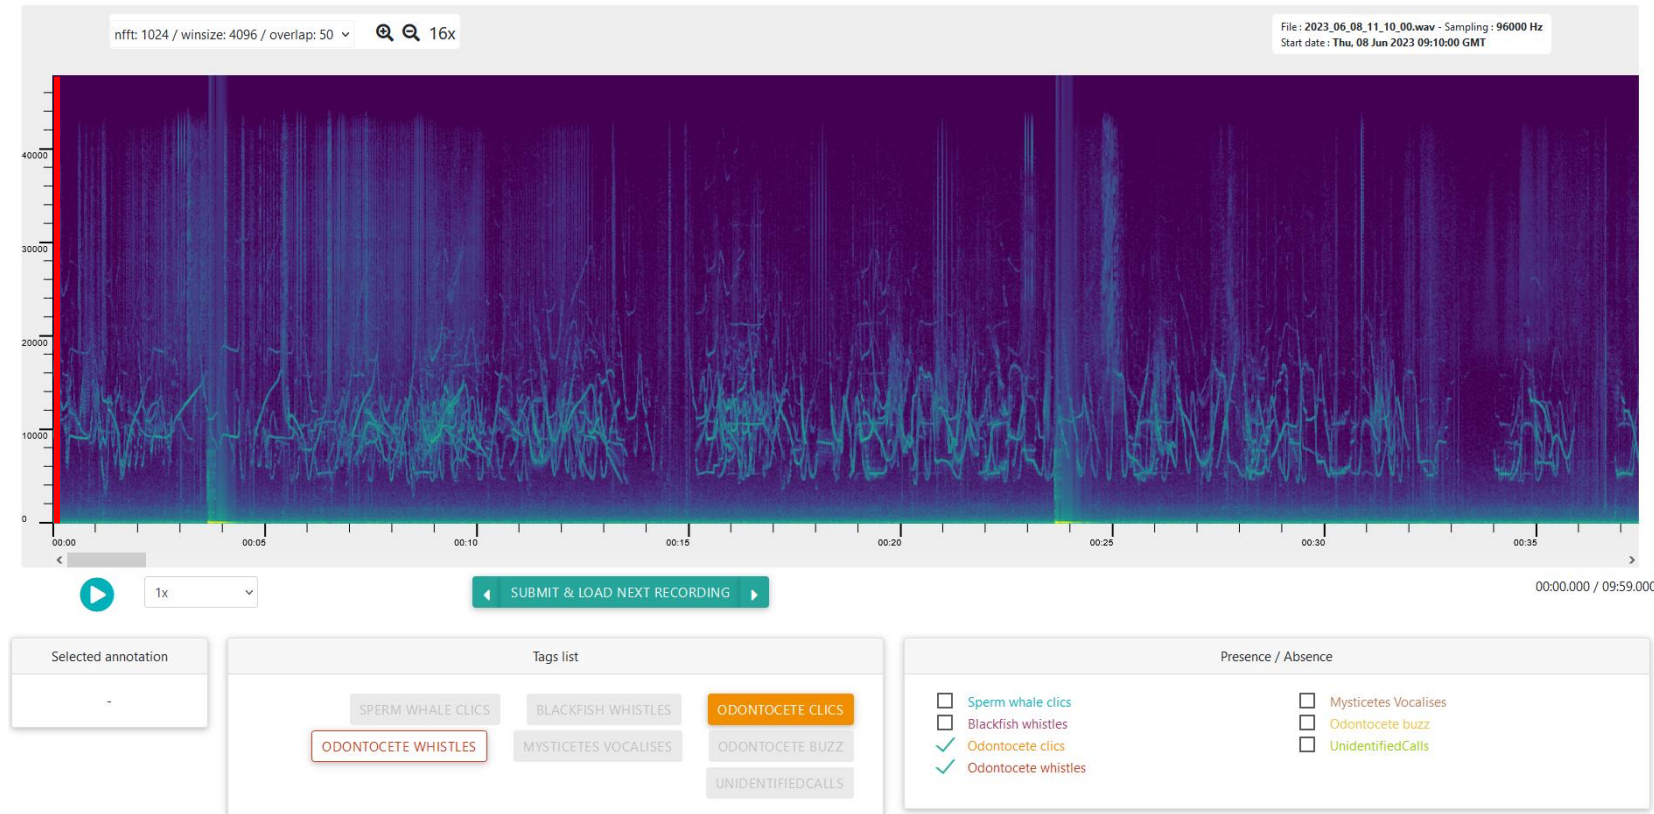 nfft: 1024 / winsize: 4096 / overlap: 50
16x
File : 2023_06_08_11_10_00.wav - Sampling : 96000 Hz
Start date : Thu, 08 Jun 2023 09:10:00 GMT
40000
30000
20000
10000
0
00:00 00:05 00:10 00:15 00:20 00:25 00:30 00:35
1x
SUBMIT & LOAD NEXT RECORDING
00:00.000 / 09:59.000
Selected annotation
-
Tags list
SPERM WHALE CLICS BLACKFISH WHISTLES ODONTOCETE CLICS
ODONTOCETE WHISTLES MYSTICETES VOCALISES ODONTOCETE BUZZ
UNIDENTIFIEDCALLS
Presence / Absence
Sperm whale clics
Blackfish whistles
Odontocete clics
Odontocete whistles
Mysticetes Vocalises
Odontocete buzz
UnidentifiedCalls